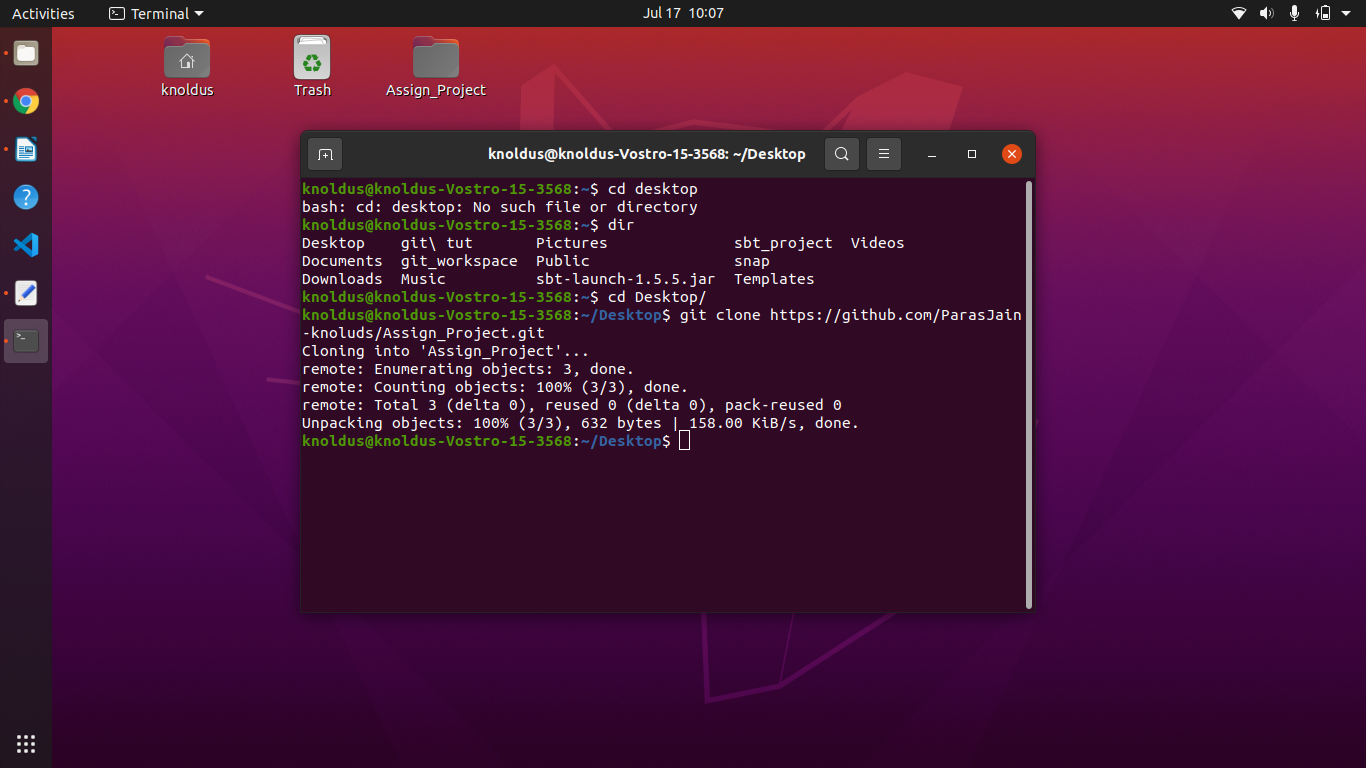 Activities Terminal Jul 17 10:07
knoldus Trash Assign_Project
knoldus@knoldus-Vostro-15-3568: ~/Desktop
knoldus@knoldus-Vostro-15-3568:~$ cd desktop
bash: cd: desktop: No such file or directory
knoldus@knoldus-Vostro-15-3568:~$ dir
Desktop    git\ tut       Pictures              sbt_project  Videos
Documents  git_workspace  Public                snap
Downloads  Music          sbt-launch-1.5.5.jar  Templates
knoldus@knoldus-Vostro-15-3568:~$ cd Desktop/
knoldus@knoldus-Vostro-15-3568:~/Desktop$ git clone https://github.com/ParasJain
-knoluds/Assign_Project.git
Cloning into 'Assign_Project'...
remote: Enumerating objects: 3, done.
remote: Counting objects: 100% (3/3), done.
remote: Total 3 (delta 0), reused 0 (delta 0), pack-reused 0
Unpacking objects: 100% (3/3), 632 bytes | 158.00 KiB/s, done.
knoldus@knoldus-Vostro-15-3568:~/Desktop$